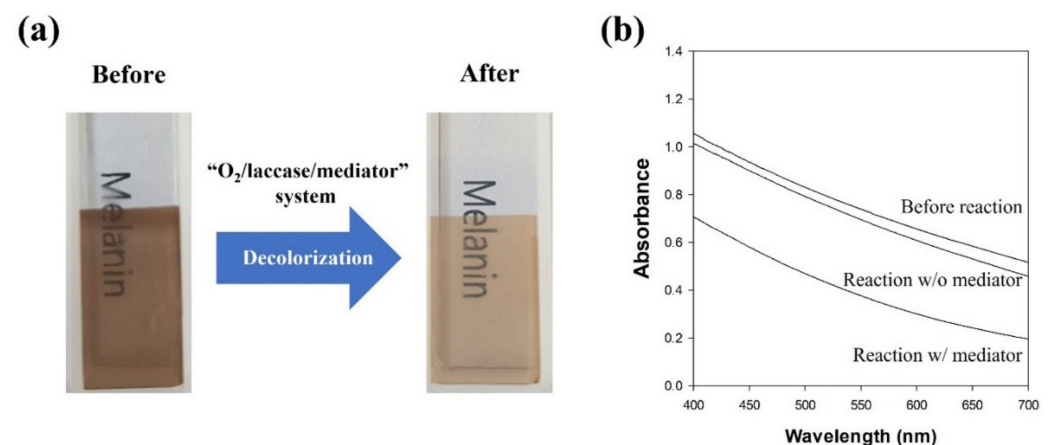 (a)
Before
After
Melanin
“O₂/laccase/mediator”
system
Decolorization
Melanin
(b)
Absorbance
1.4
1.2
1.0
0.8
0.6
0.4
0.2
0.0
Before reaction
Reaction w/o mediator
Reaction w/ mediator
400 450 500 550 600 650 700
Wavelength (nm)